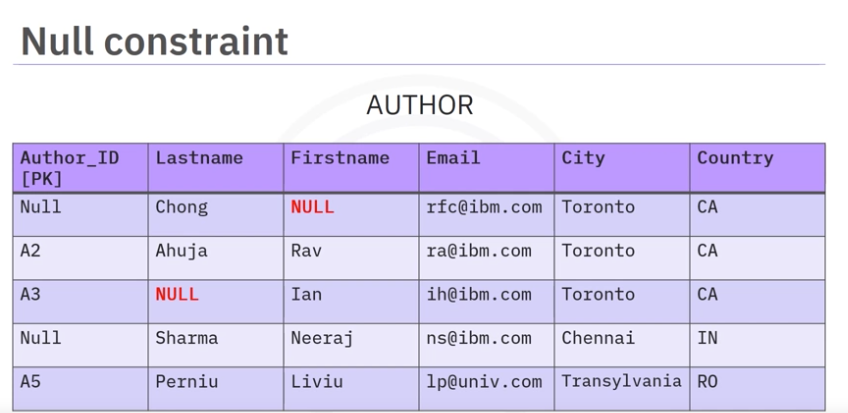 Null constraint
AUTHOR
Author_ID [PK] Lastname Firstname Email City Country
Null Chong NULL rfc@ibm.com Toronto CA
A2 Ahuja Rav ra@ibm.com Toronto CA
A3 NULL Ian ih@ibm.com Toronto CA
Null Sharma Neeraj ns@ibm.com Chennai IN
A5 Perniu Liviu lp@univ.com Transylvania RO